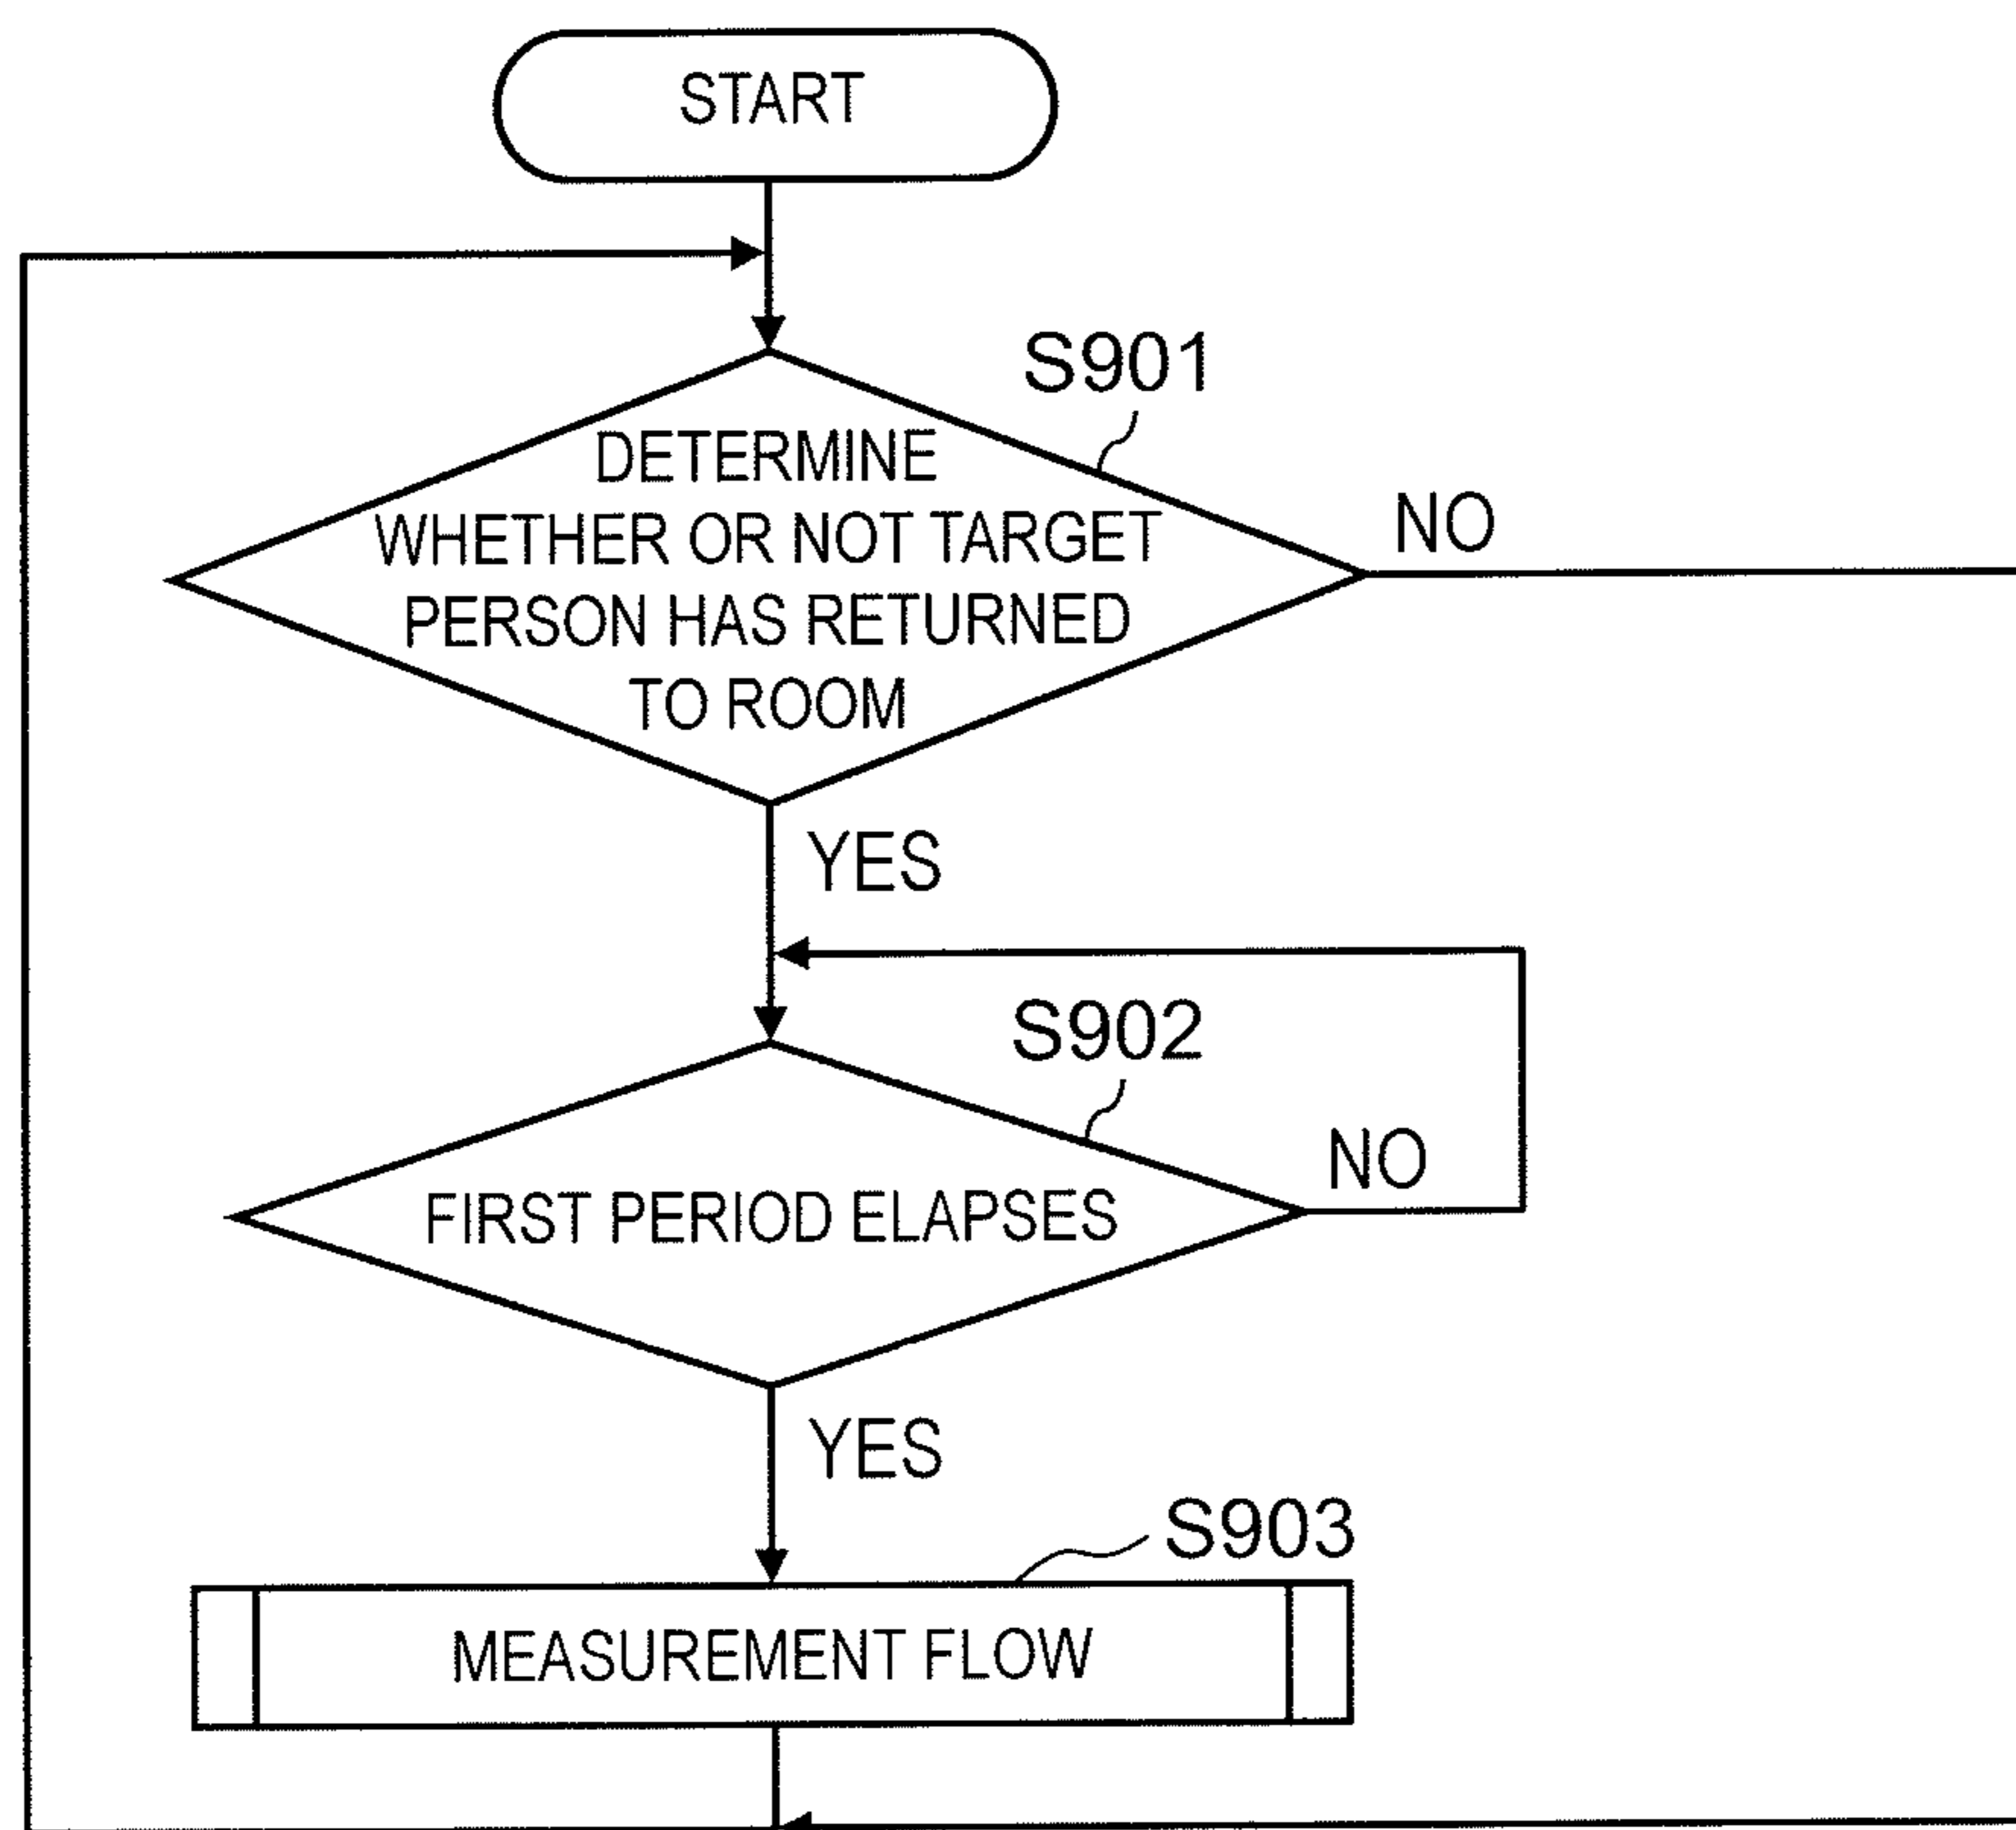 START
S901
DETERMINE
WHETHER OR NOT TARGET
PERSON HAS RETURNED
TO ROOM
NO
YES
S902
FIRST PERIOD ELAPSES
NO
YES
S903
MEASUREMENT FLOW